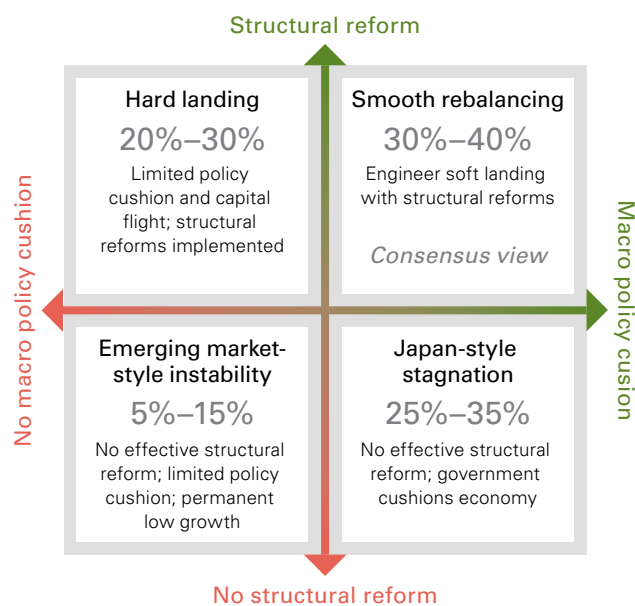 Structural reform
Hard landing
20%–30%
Limited policy
cushion and capital
flight; structural
reforms implemented
Smooth rebalancing
30%–40%
Engineer soft landing
with structural reforms
Consensus view
No macro policy cushion
Macro policy cusion
Emerging market-
style instability
5%–15%
No effective structural
reform; limited policy
cushion; permanent
low growth
Japan-style
stagnation
25%–35%
No effective structural
reform; government
cushions economy
No structural reform